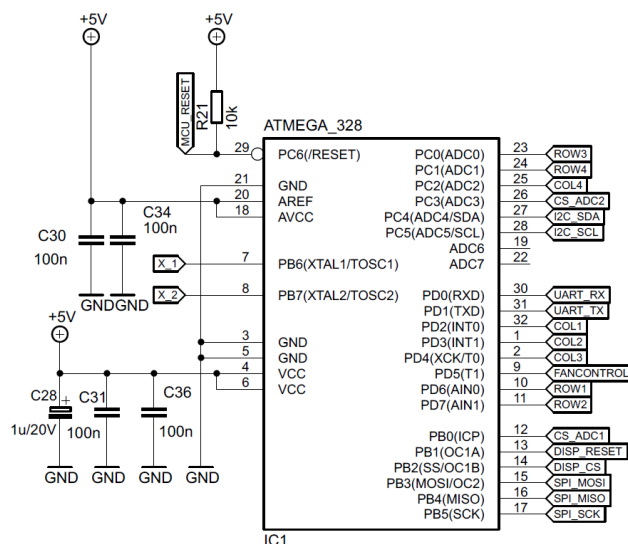 +5V
+5V
MCU_RESET
R21
10k
ATMEGA_328
29
PC6(/RESET)
PC0(ADC0)
23
ROW3
PC1(ADC1)
24
ROW4
21
GND
PC2(ADC2)
25
COL4
20
AREF
PC3(ADC3)
26
CS_ADC2
18
AVCC
PC4(ADC4/SDA)
27
I2C_SDA
PC5(ADC5/SCL)
28
I2C_SCL
C30
100n
C34
100n
ADC6
19
ADC7
22
X_1
7
PB6(XTAL1/TOSC1)
GND
GND
X_2
8
PB7(XTAL2/TOSC2)
PD0(RXD)
30
UART_RX
PD1(TXD)
31
UART_TX
PD2(INT0)
32
COL1
+5V
3
GND
PD3(INT1)
1
COL2
5
GND
PD4(XCK/T0)
2
COL3
4
VCC
PD5(T1)
9
FANCONTROL
6
VCC
PD6(AIN0)
10
ROW1
PD7(AIN1)
11
ROW2
C28
+
1u/20V
C31
100n
C36
100n
PB0(ICP)
12
CS_ADC1
PB1(OC1A)
13
DISP_RESET
PB2(SS/OC1B)
14
DISP_CS
GND
GND
GND
GND
PB3(MOSI/OC2)
15
SPI_MOSI
PB4(MISO)
16
SPI_MISO
PB5(SCK)
17
SPI_SCK
IC1